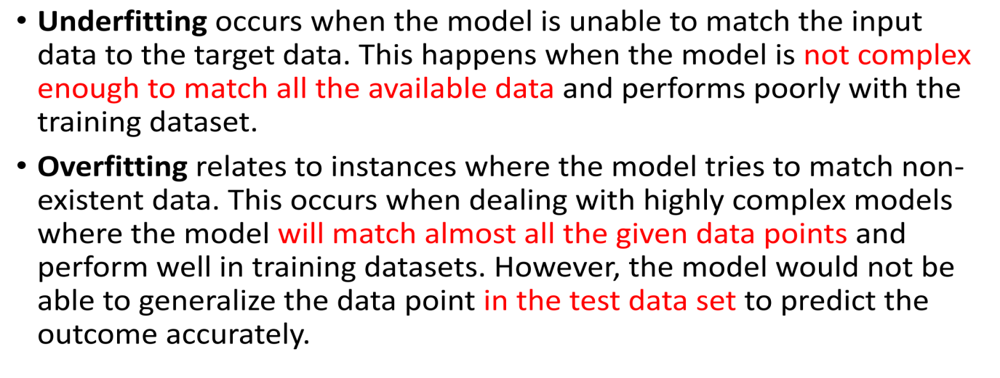 • Underfitting occurs when the model is unable to match the input
data to the target data. This happens when the model is not complex
enough to match all the available data and performs poorly with the
training dataset.
• Overfitting relates to instances where the model tries to match non-
existent data. This occurs when dealing with highly complex models
where the model will match almost all the given data points and
perform well in training datasets. However, the model would not be
able to generalize the data point in the test data set to predict the
outcome accurately.